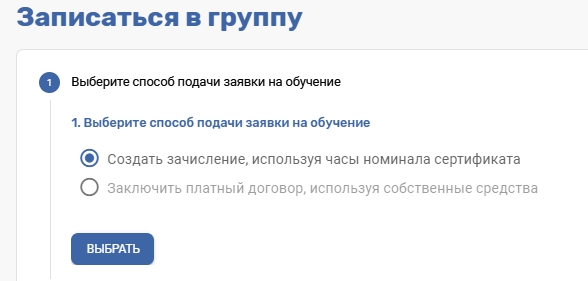 Записаться в группу
1 Выберите способ подачи заявки на обучение
1. Выберите способ подачи заявки на обучение
Создать зачисление, используя часы номинала сертификата
Заключить платный договор, используя собственные средства
ВЫБРАТЬ